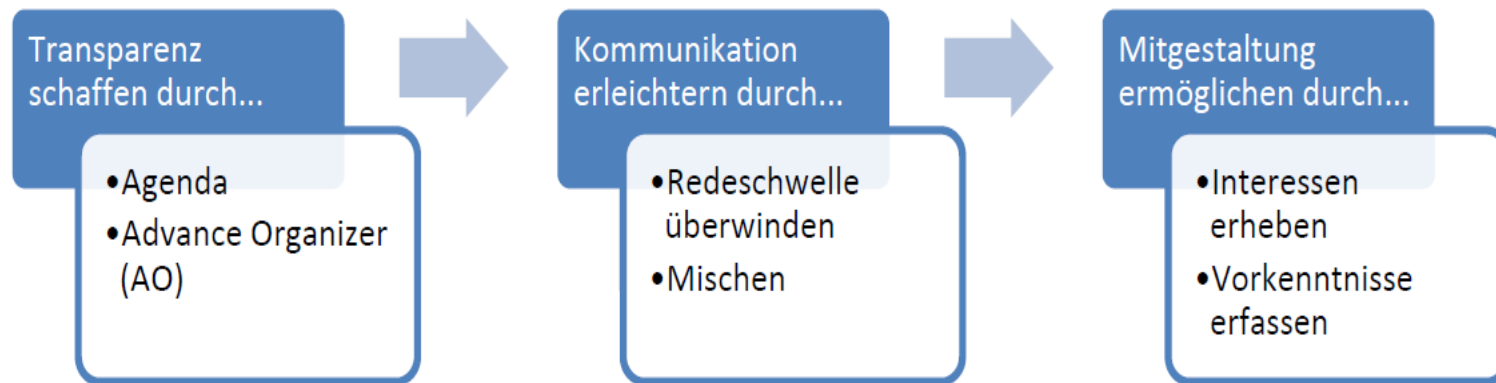 Transparenz
schaffen durch...
•Agenda
•Advance Organizer
(AO)
Kommunikation
erleichtern durch...
•Redeschwelle
überwinden
•Mischen
Mitgestaltung
ermöglichen durch...
•Interessen
erheben
•Vorkenntnisse
erfassen